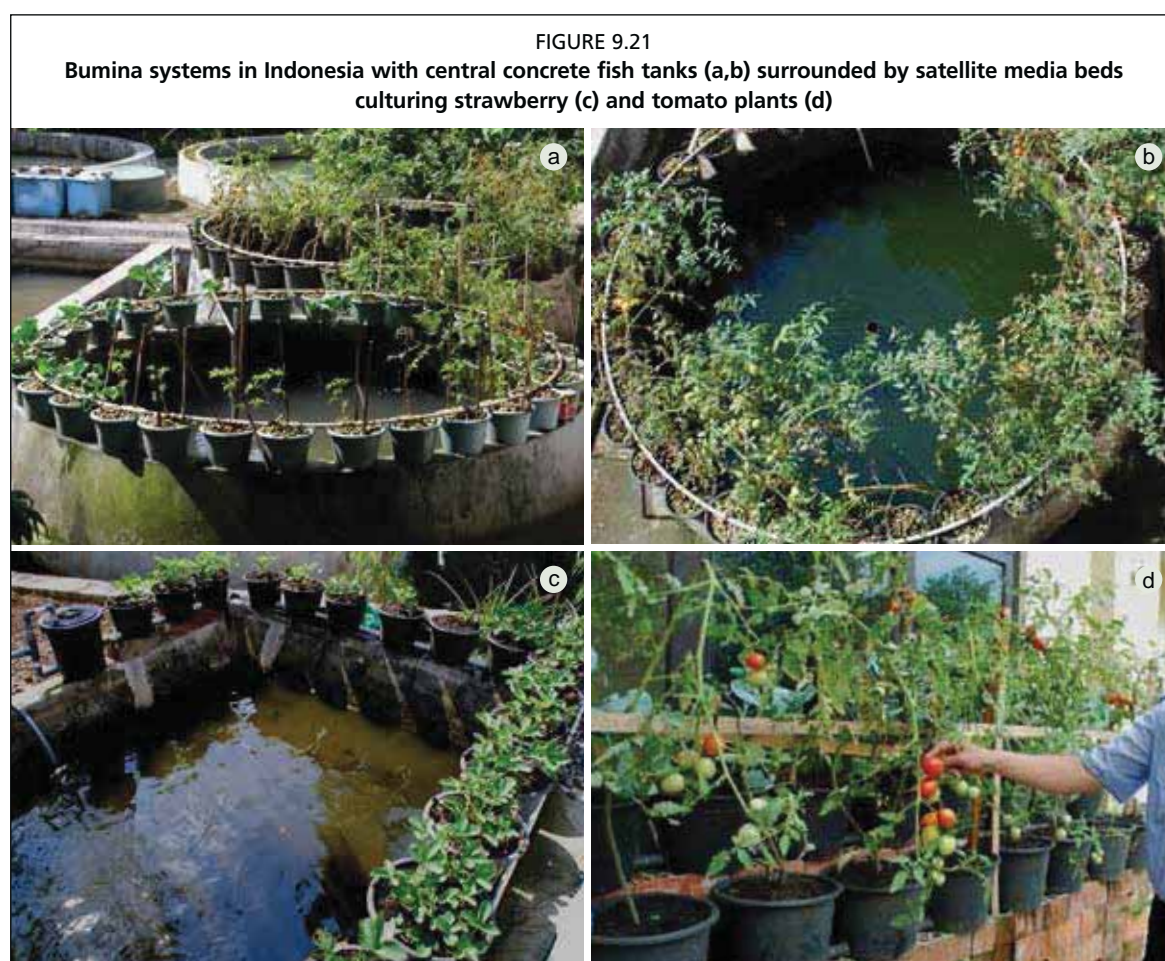 FIGURE 9.21
Bumina systems in Indonesia with central concrete fish tanks (a,b) surrounded by satellite media beds
culturing strawberry (c) and tomato plants (d)
a
b
c
d